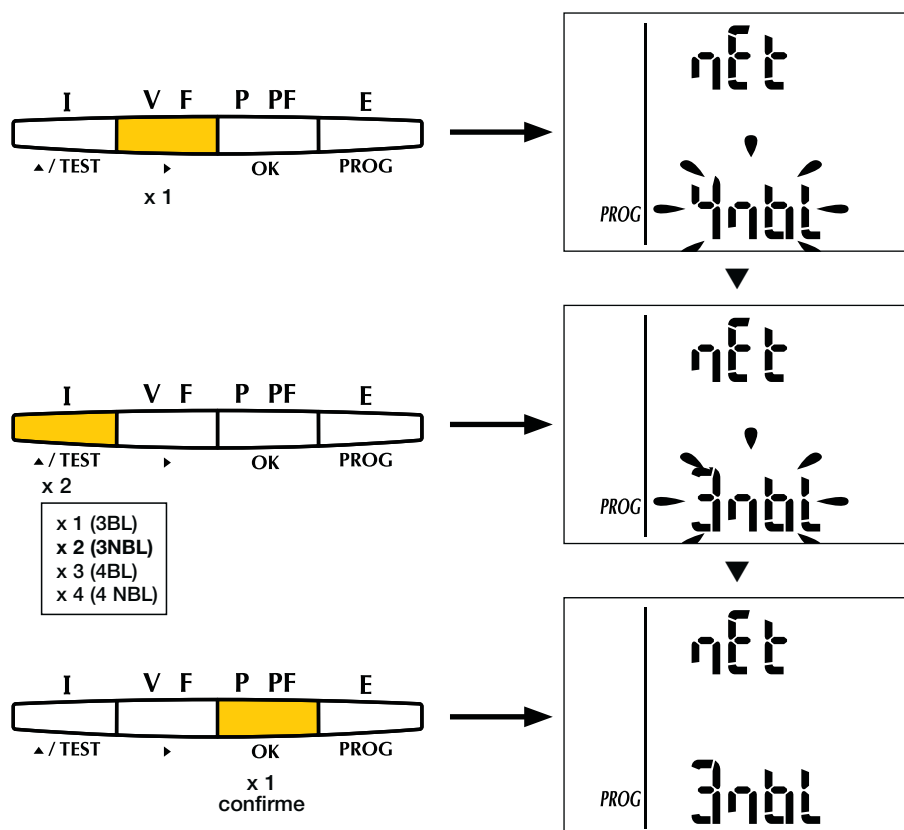 I V F P PF E
▲ / TEST ▶ OK PROG
x 1
nEt
PROG 4nbl
I V F P PF E
▲ / TEST ▶ OK PROG
x 2
x 1 (3BL)
x 2 (3NBL)
x 3 (4BL)
x 4 (4 NBL)
nEt
PROG 3nbl
I V F P PF E
▲ / TEST ▶ OK PROG
x 1
confirme
nEt
PROG 3nbl